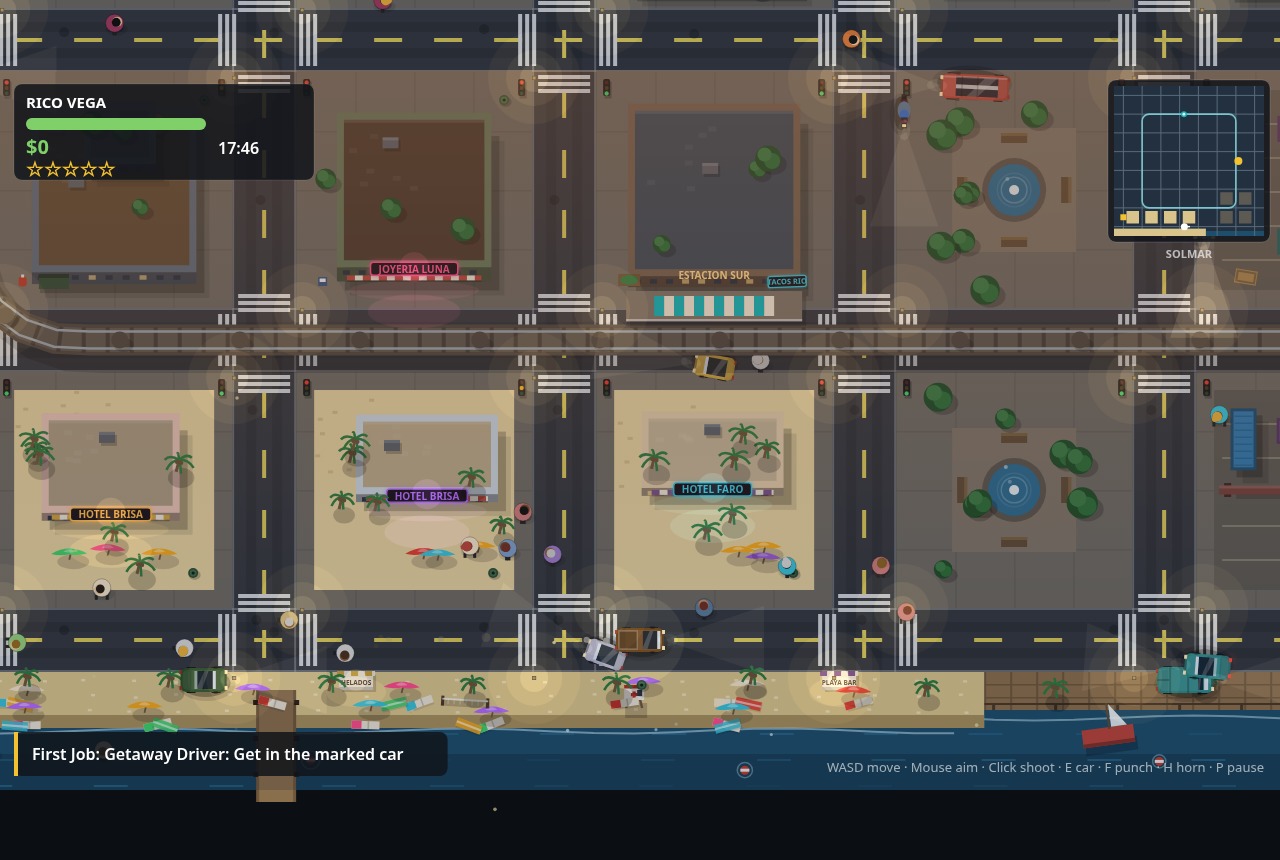 RICO VEGA
$0
17:46
SOLMAR
JOYERIA LUNA
ESTACION SUR
TACOS RIO
HOTEL BRISA
HOTEL BRISA
HOTEL FARO
HELADOS
PLAYA BAR
First Job: Getaway Driver: Get in the marked car
WASD move · Mouse aim · Click shoot · E car · F punch · H horn · P pause